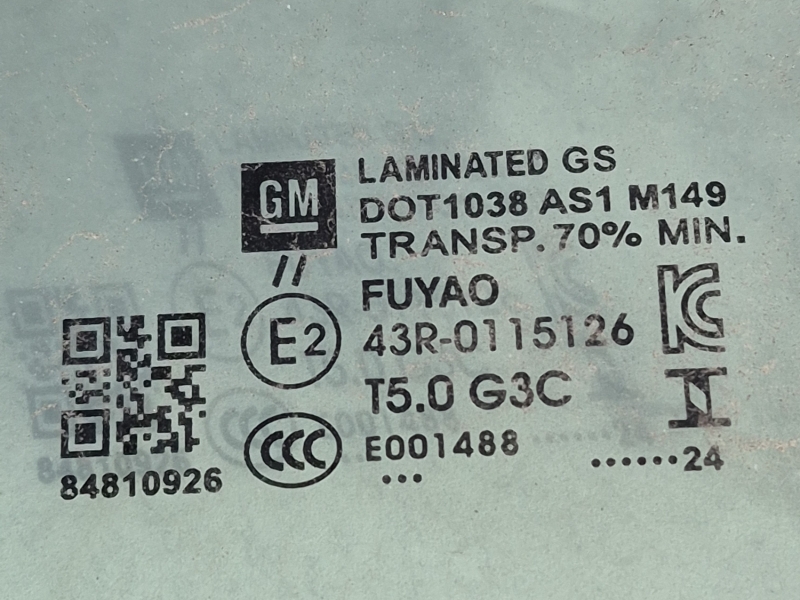 GM
LAMINATED GS
DOT1038 AS1 M149
TRANSP. 70% MIN.
//
FUYAO
E2
43R-0115126
KC
T5.0 G3C
I
CCC
E001488
...
......24
84810926